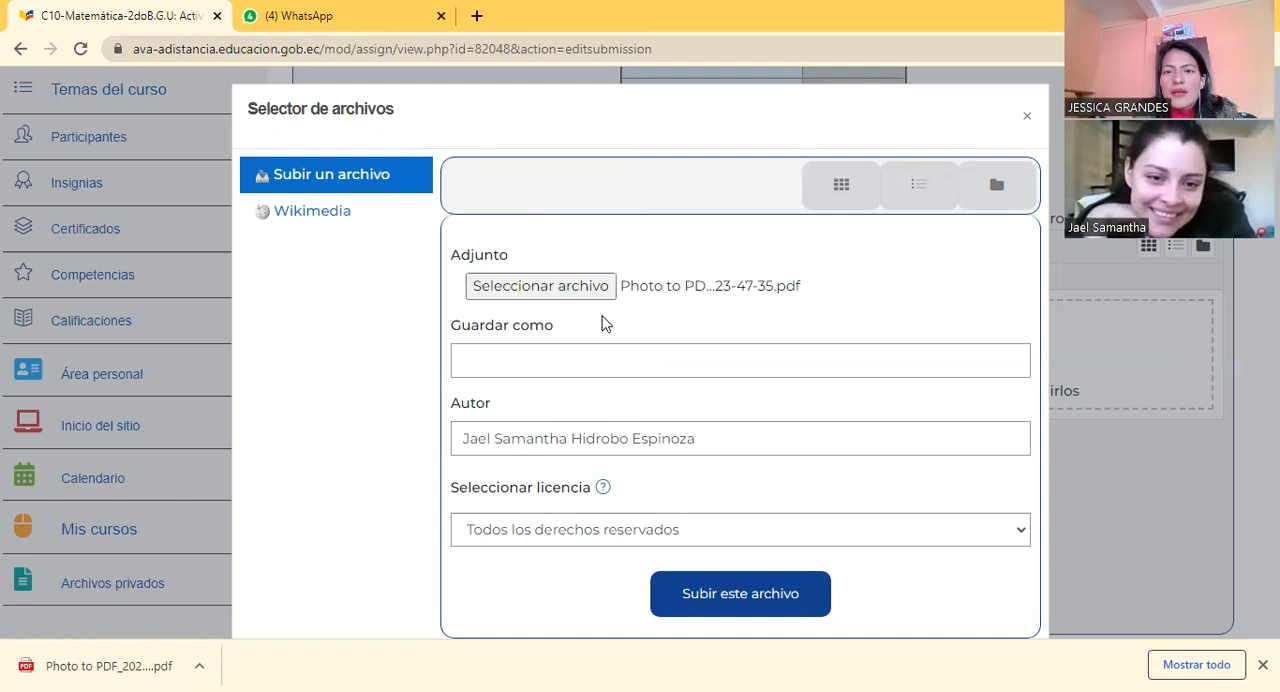 C10-Matemática-2doB.G.U: Activ
(4) WhatsApp
ava-adistancia.educacion.gob.ec/mod/assign/view.php?id=82048&action=editsubmission
Temas del curso
Participantes
Insignias
Certificados
Competencias
Calificaciones
Área personal
Inicio del sitio
Calendario
Mis cursos
Archivos privados
Selector de archivos
Subir un archivo
Wikimedia
Adjunto
Seleccionar archivo Photo to PD...23-47-35.pdf
Guardar como
Autor
Jael Samantha Hidrobo Espinoza
Seleccionar licencia ?
Todos los derechos reservados
Subir este archivo
irlos
JESSICA GRANDES
Jael Samantha
PDF
Photo to PDF_202....pdf
Mostrar todo